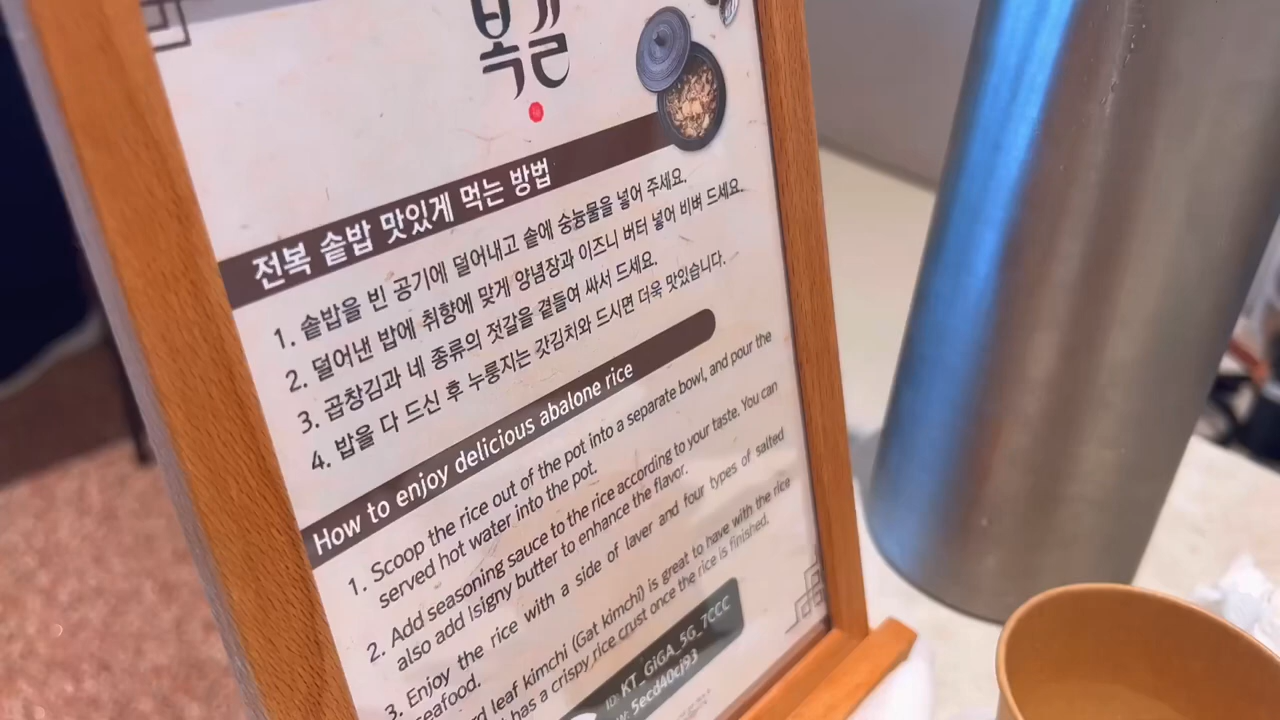 전복 솥밥 맛있게 먹는 방법
1. 솥밥을 빈 공기에 덜어내고 솥에 숭늉물을 넣어 주세요.
2. 덜어낸 밥에 취향에 맞게 양념장과 이즈니 버터 넣어 비벼 드세요.
3. 곱창김과 네 종류의 젓갈을 곁들여 싸서 드세요.
4. 밥을 다 드신 후 누룽지는 갓김치와 드시면 더욱 맛있습니다.
How to enjoy delicious abalone rice
1. Scoop the rice out of the pot into a separate bowl, and pour the
served hot water into the pot.
2. Add seasoning sauce to the rice according to your taste. You can
also add Isigny butter to enhance the flavor.
3. Enjoy the rice with a side of laver and four types of salted
seafood.
leaf kimchi (Gat kimchi) is great to have with the rice
has a crispy rice crust once the rice is finished.
ID: KT_GiGA_5G_7CCC
5ecd40cj93